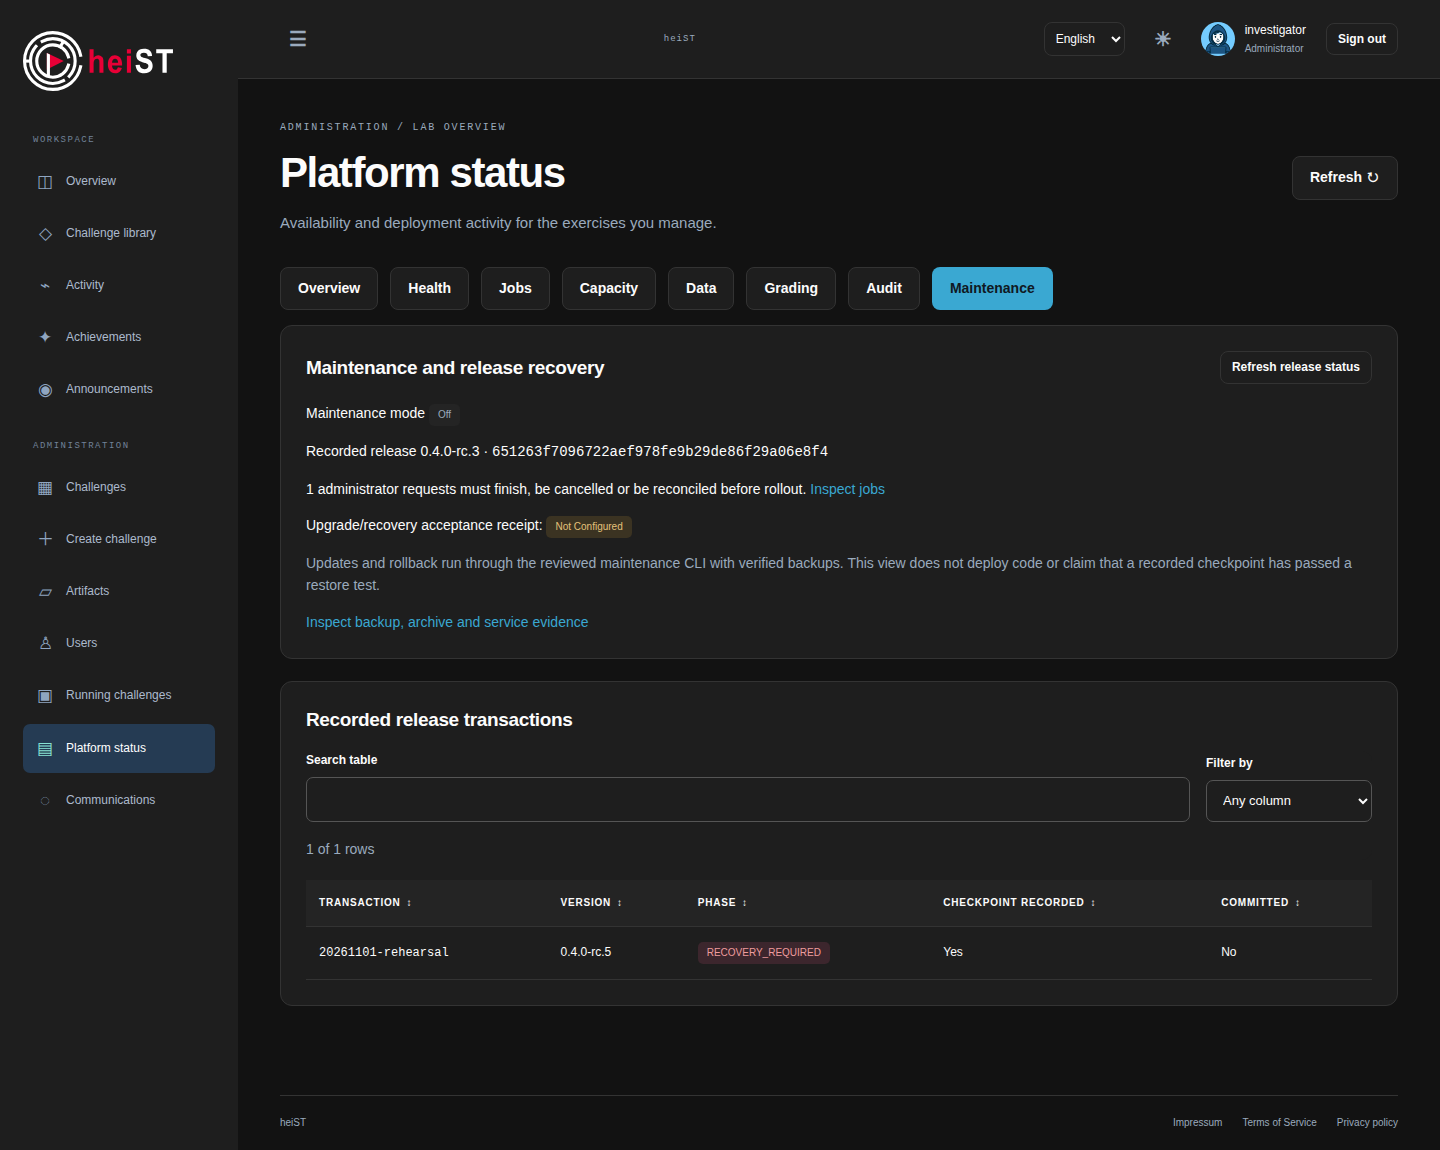 heiST
WORKSPACE
Overview
Challenge library
Activity
Achievements
Announcements
ADMINISTRATION
Challenges
Create challenge
Artifacts
Users
Running challenges
Platform status
Communications
heiST
English
investigator
Administrator
Sign out
ADMINISTRATION / LAB OVERVIEW
Platform status
Refresh ↻
Availability and deployment activity for the exercises you manage.
Overview Health Jobs Capacity Data Grading Audit Maintenance
Maintenance and release recovery
Refresh release status
Maintenance mode Off
Recorded release 0.4.0-rc.3 · 651263f7096722aef978fe9b29de86f29a06e8f4
1 administrator requests must finish, be cancelled or be reconciled before rollout. Inspect jobs
Upgrade/recovery acceptance receipt: Not Configured
Updates and rollback run through the reviewed maintenance CLI with verified backups. This view does not deploy code or claim that a recorded checkpoint has passed a
restore test.
Inspect backup, archive and service evidence
Recorded release transactions
Search table
Filter by
Any column
1 of 1 rows
TRANSACTION ↕ VERSION ↕ PHASE ↕ CHECKPOINT RECORDED ↕ COMMITTED ↕
20261101-rehearsal 0.4.0-rc.5 RECOVERY_REQUIRED Yes No
heiST
Impressum Terms of Service Privacy policy